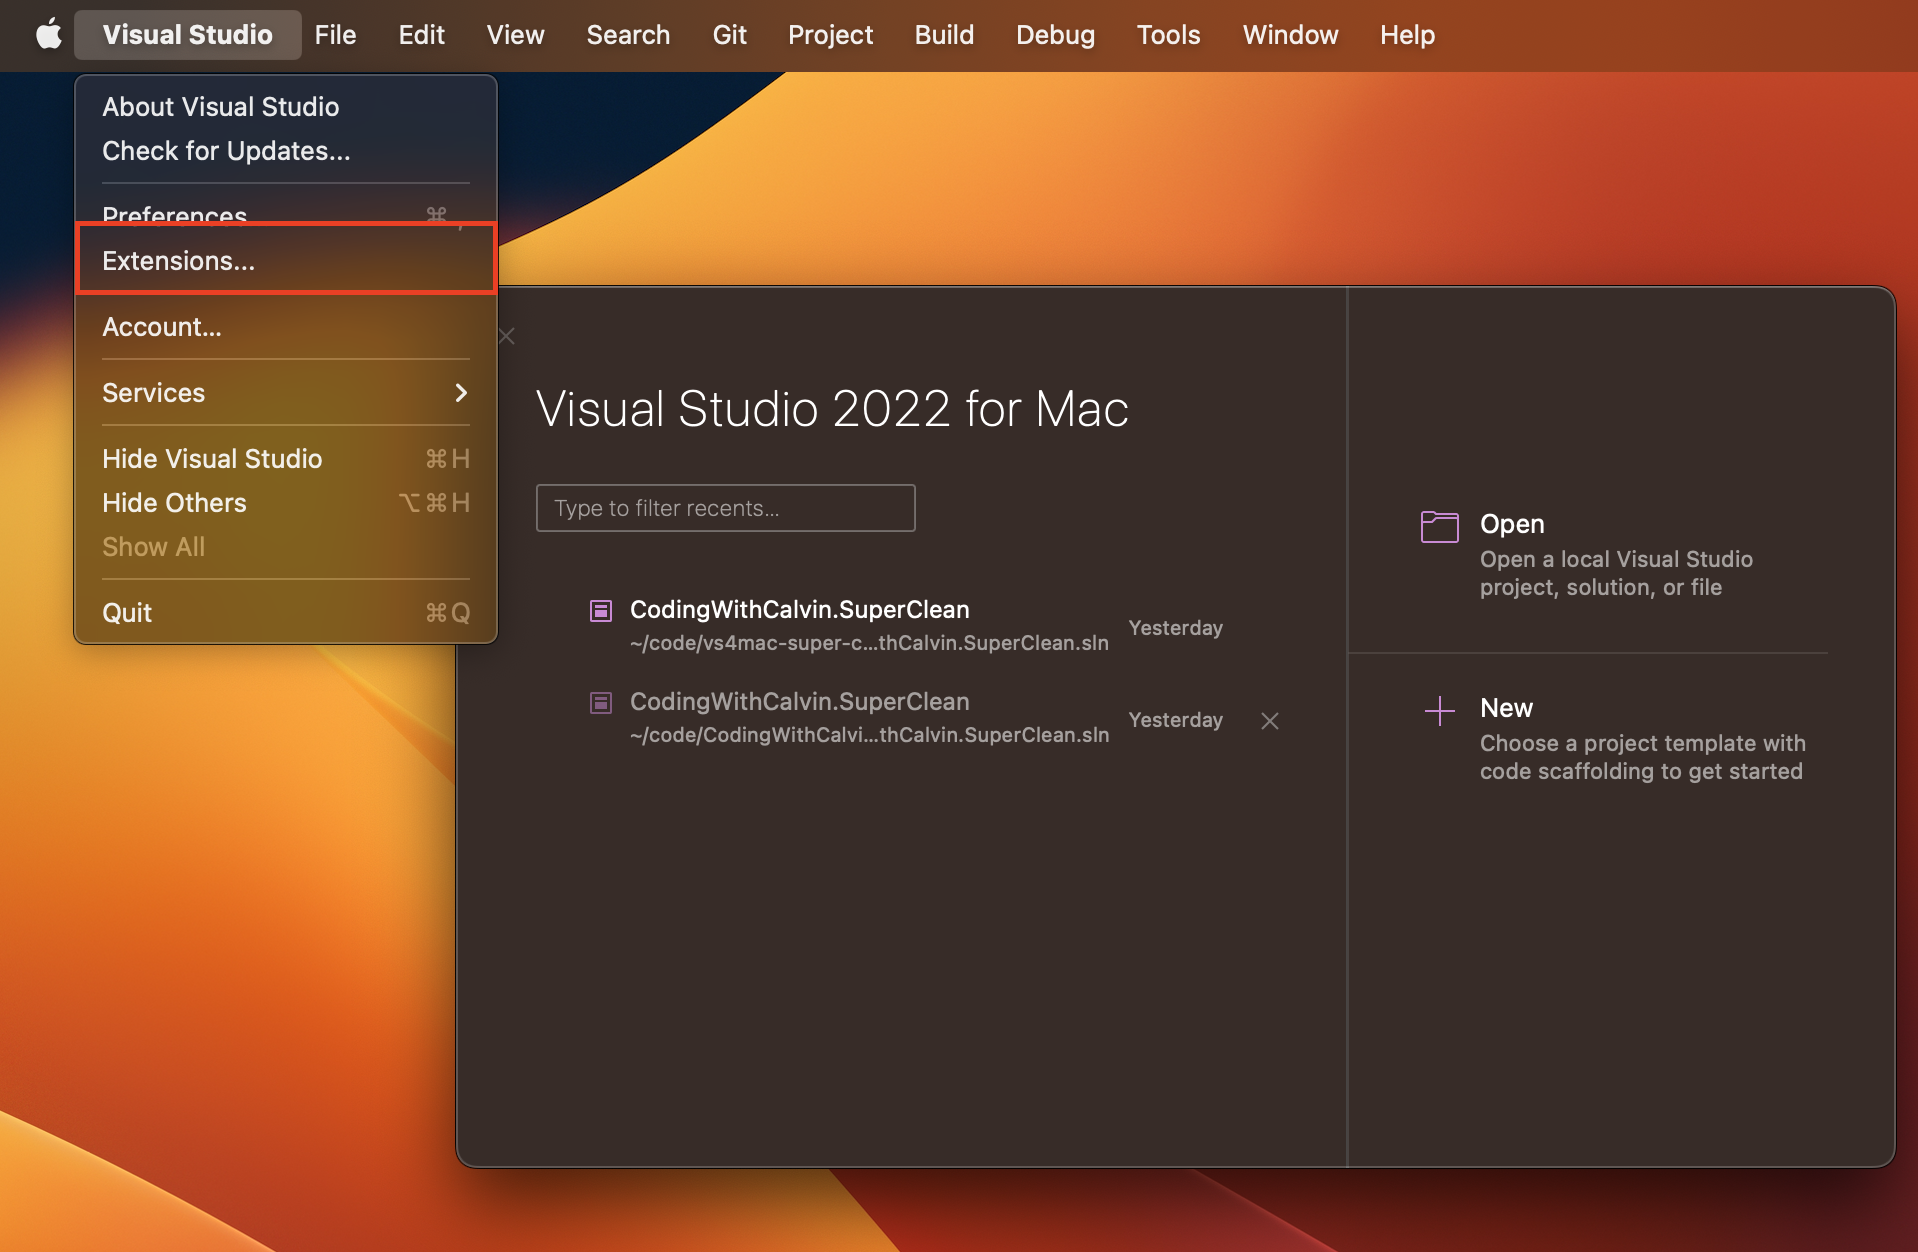 Visual Studio File Edit View Search Git Project Build Debug Tools Window Help
About Visual Studio
Check for Updates...
Preferences ⌘ ,
Extensions...
Account...
Services
Hide Visual Studio ⌘H
Hide Others ⌥⌘H
Show All
Quit ⌘Q
Visual Studio 2022 for Mac
Type to filter recents...
CodingWithCalvin.SuperClean
~/code/vs4mac-super-c...thCalvin.SuperClean.sln
Yesterday
CodingWithCalvin.SuperClean
~/code/CodingWithCalvi...thCalvin.SuperClean.sln
Yesterday
Open
Open a local Visual Studio
project, solution, or file
New
Choose a project template with
code scaffolding to get started